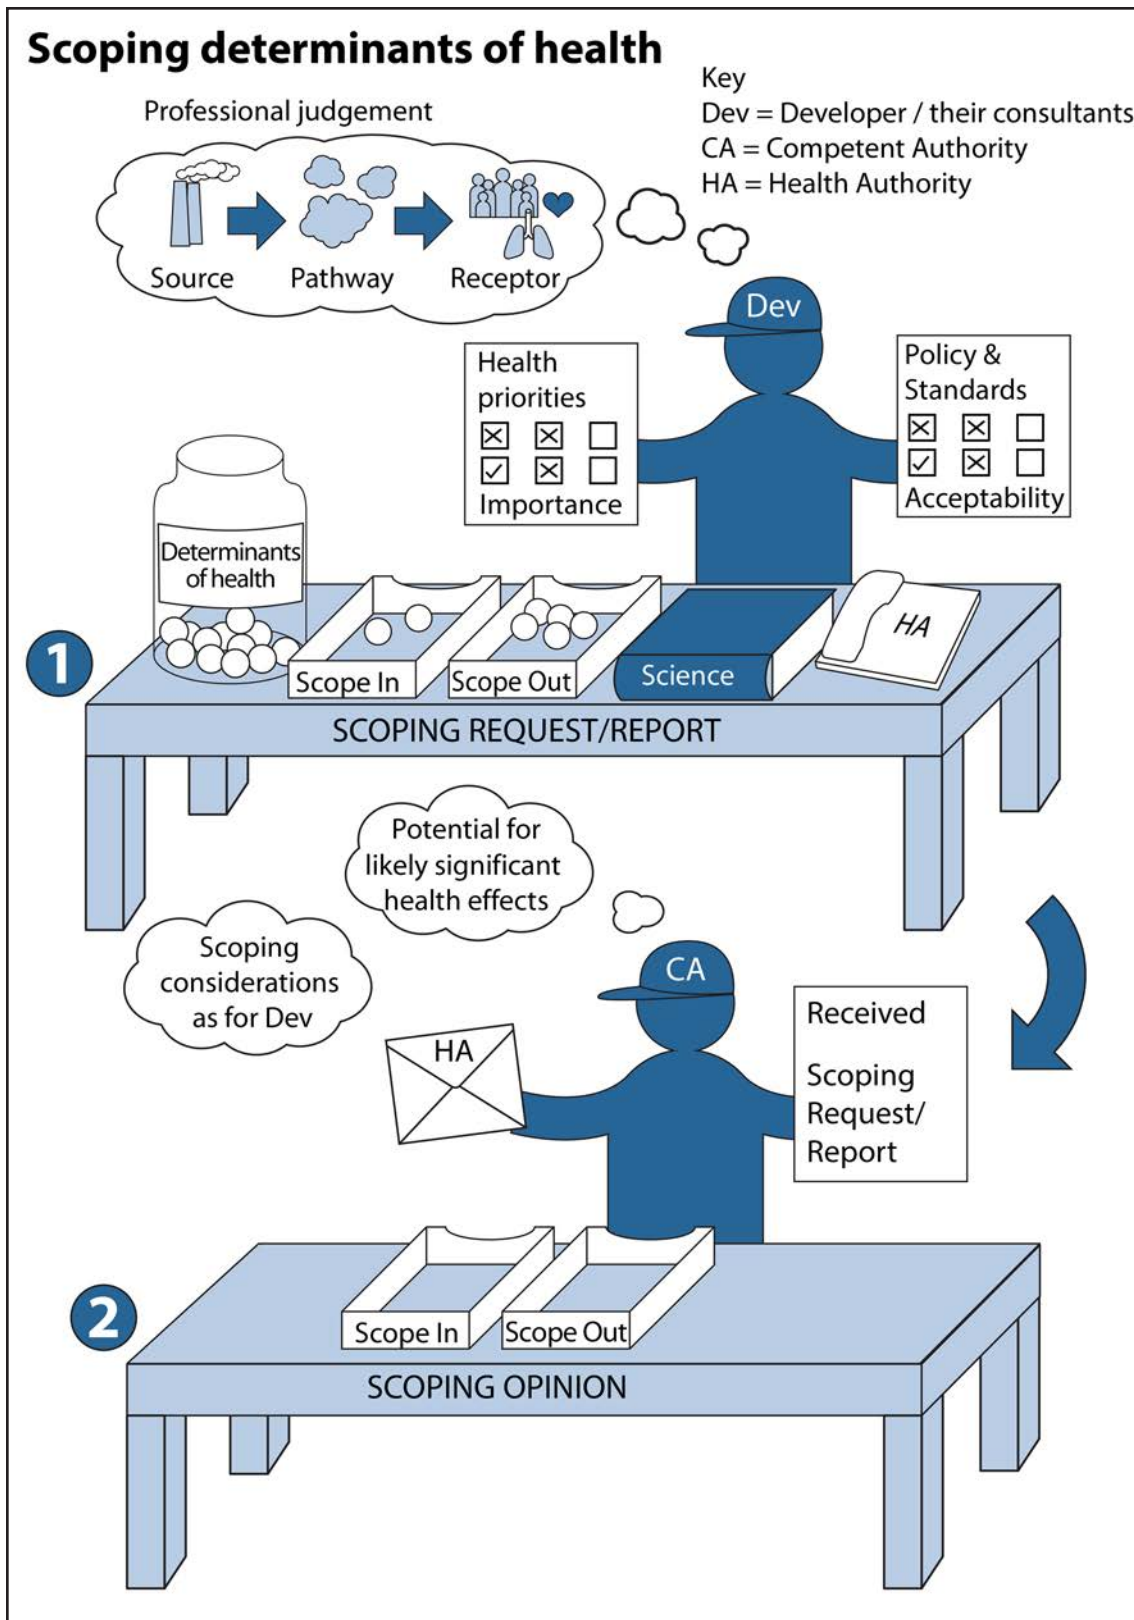 Scoping determinants of health
Professional judgement
Key
Dev = Developer / their consultants
CA = Competent Authority
HA = Health Authority
Source
Pathway
Receptor
Dev
Health
priorities
Importance
Policy &
Standards
Acceptability
Determinants
of health
1
Scope In
Scope Out
Science
HA
SCOPING REQUEST/REPORT
Potential for
likely significant
health effects
Scoping
considerations
as for Dev
CA
HA
Received
Scoping
Request/
Report
2
Scope In
Scope Out
SCOPING OPINION